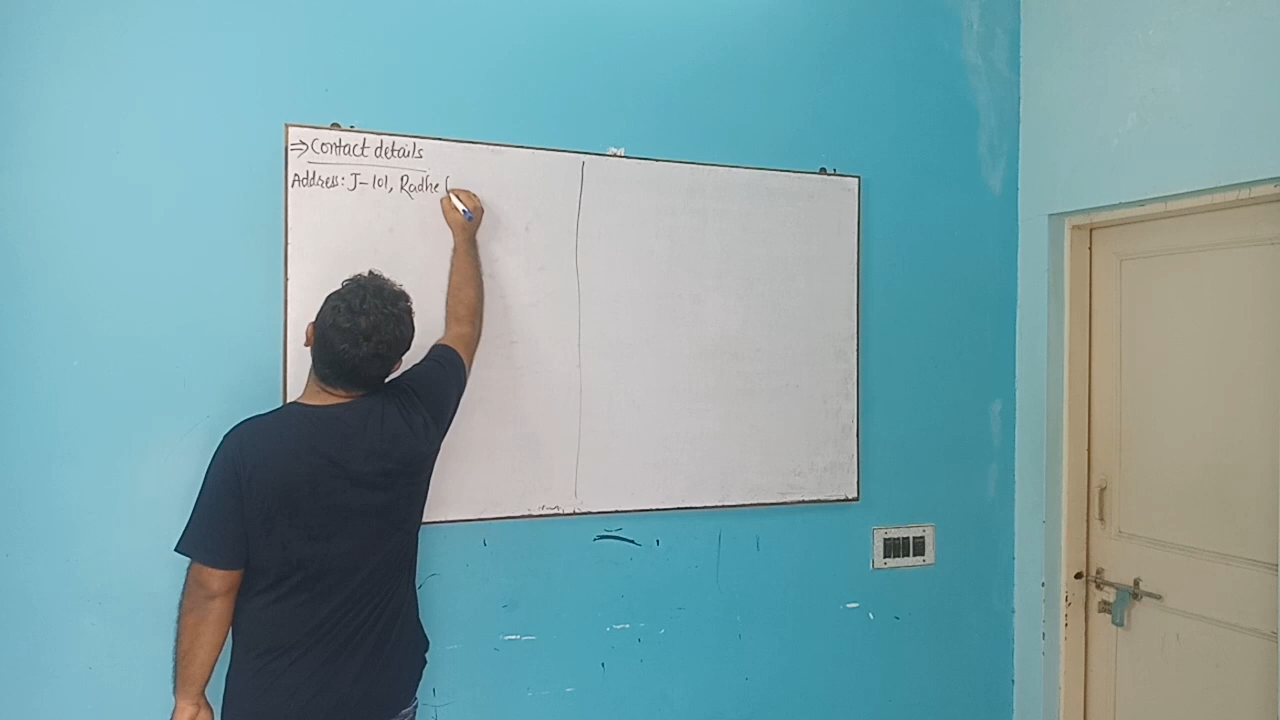 ⇒ Contact details
Address: J-101, Radhe